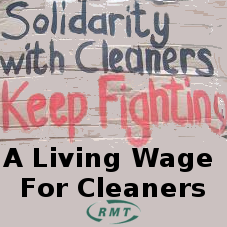 Solidarity
with Cleaners
Keep Fighting
A Living Wage
For Cleaners
RMT